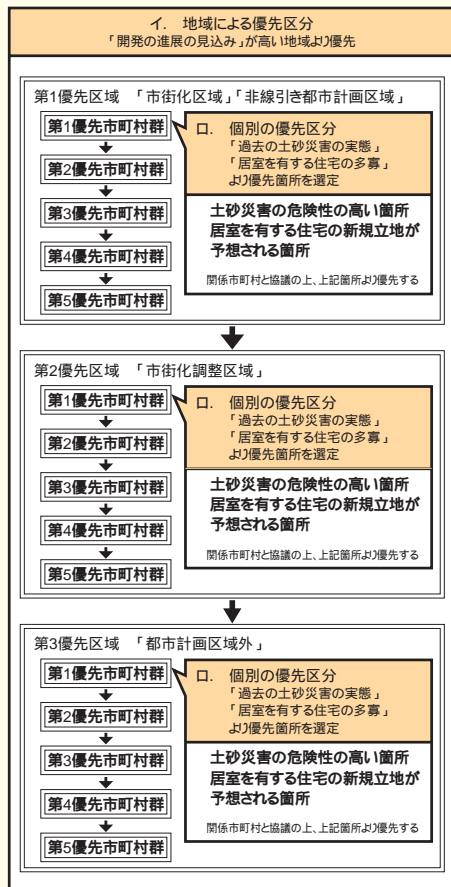 イ. 地域による優先区分
「開発の進展の見込み」が高い地域より優先
第1優先区域 「市街化区域」「非線引き都市計画区域」
第1優先市町村群
第2優先市町村群
第3優先市町村群
第4優先市町村群
第5優先市町村群
ロ. 個別の優先区分
「過去の土砂災害の実態」
「居室を有する住宅の多募」
より優先箇所を選定
土砂災害の危険性の高い箇所
居室を有する住宅の新規立地が
予想される箇所
関係市町村と協議の上、上記箇所より優先する
第2優先区域 「市街化調整区域」
第1優先市町村群
第2優先市町村群
第3優先市町村群
第4優先市町村群
第5優先市町村群
ロ. 個別の優先区分
「過去の土砂災害の実態」
「居室を有する住宅の多募」
より優先箇所を選定
土砂災害の危険性の高い箇所
居室を有する住宅の新規立地が
予想される箇所
関係市町村と協議の上、上記箇所より優先する
第3優先区域 「都市計画区域外」
第1優先市町村群
第2優先市町村群
第3優先市町村群
第4優先市町村群
第5優先市町村群
ロ. 個別の優先区分
「過去の土砂災害の実態」
「居室を有する住宅の多募」
より優先箇所を選定
土砂災害の危険性の高い箇所
居室を有する住宅の新規立地が
予想される箇所
関係市町村と協議の上、上記箇所より優先する